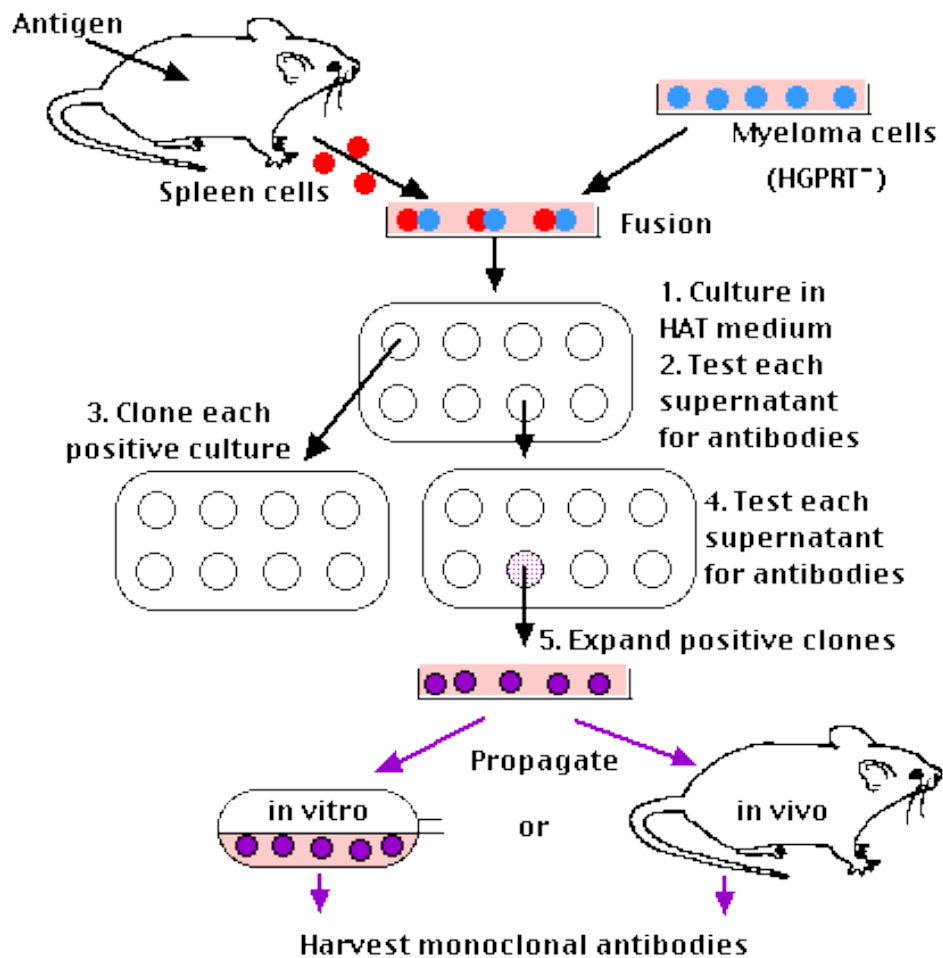 Antigen
Spleen cells
Myeloma cells
(HGPRT⁻)
Fusion
1. Culture in
HAT medium
2. Test each
supernatant
for antibodies
3. Clone each
positive culture
4. Test each
supernatant
for antibodies
5. Expand positive clones
Propagate
in vitro
or
in vivo
Harvest monoclonal antibodies